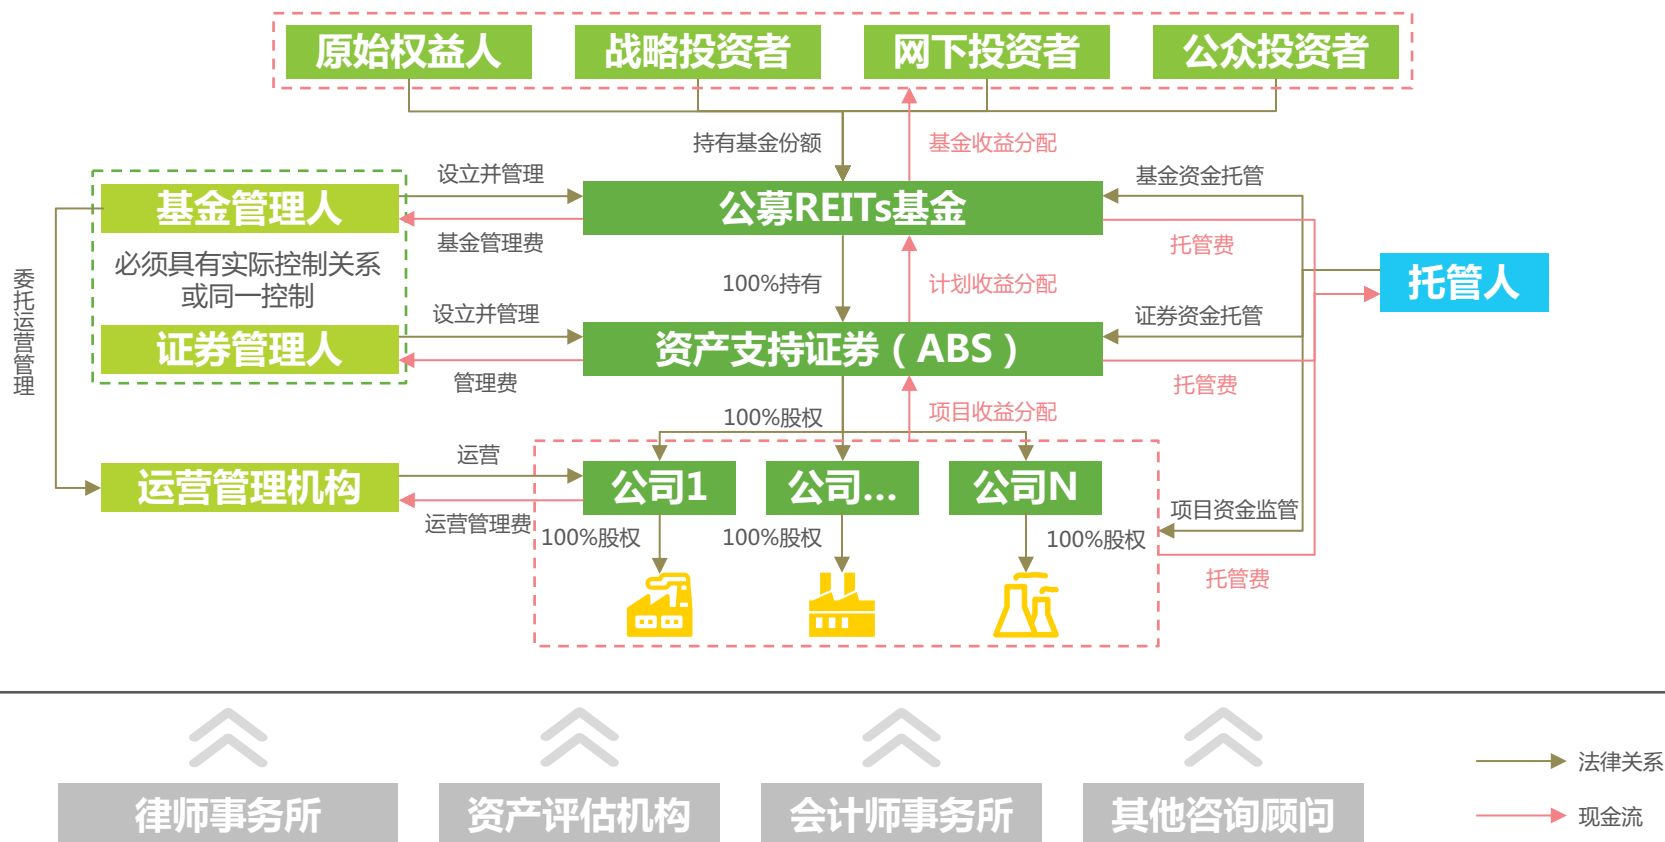 原始权益人
战略投资者
网下投资者
公众投资者
持有基金份额
基金收益分配
设立并管理
基金资金托管
基金管理人
公募REITs基金
基金管理费
托管费
必须具有实际控制关系
或同一控制
委托运营管理
100%持有
计划收益分配
托管人
设立并管理
证券资金托管
证券管理人
资产支持证券（ABS）
管理费
托管费
100%股权
项目收益分配
运营
运营管理机构
公司1
公司...
公司N
项目资金监管
运营管理费
100%股权
100%股权
100%股权
托管费
法律关系
现金流
律师事务所
资产评估机构
会计师事务所
其他咨询顾问